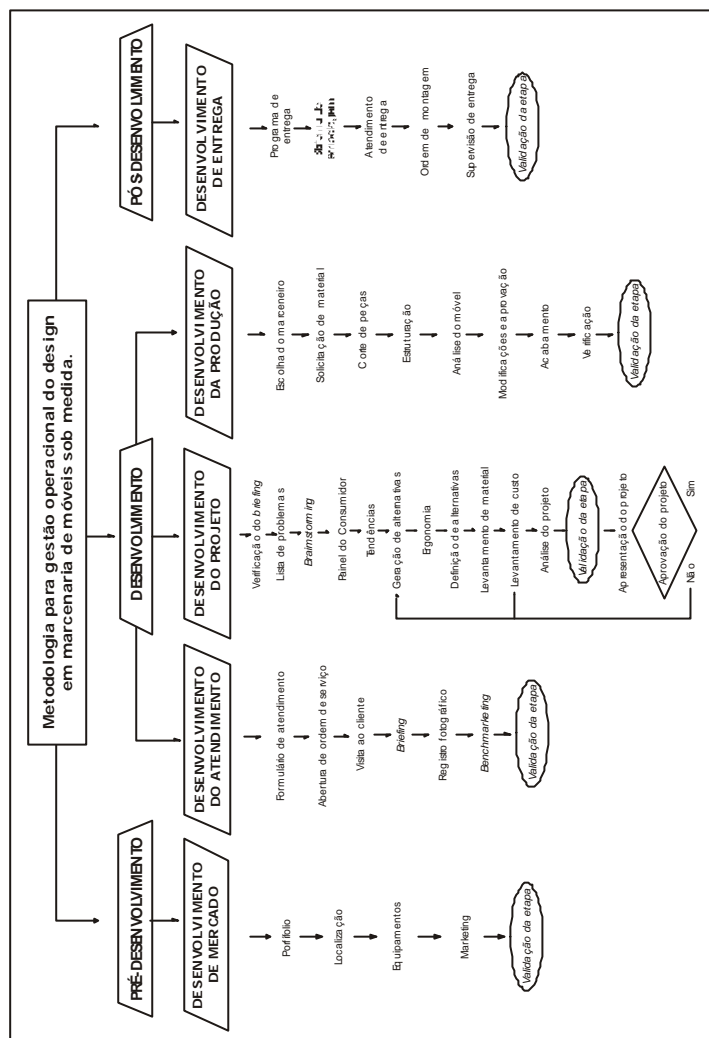 Metodologia para gestão operacional do design
em marcenaria de móveis sob medida.
PRÉ-DESENVOLVIMENTO
DESENVOLVIMENTO
DE MERCADO
Portfólio
Localização
Equipamentos
Marketing
Validação da etapa
DESENVOLVIMENTO
DESENVOLVIMENTO
DO ATENDIMENTO
Formulário de atendimento
Abertura de ordem de serviço
Visita ao cliente
Briefing
Registro fotográfico
Benchmarketing
Validação da etapa
DESENVOLVIMENTO
DO PROJETO
Verificação do briefing
Lista de problemas
Brainstorming
Painel do Consumidor
Tendências
Geração de alternativas
Ergonomia
Definição de alternativas
Levantamento de material
Levantamento de custo
Análise do projeto
Validação da etapa
Apresentação do projeto
Aprovação do projeto
Não
Sim
DESENVOLVIMENTO
DA PRODUÇÃO
Escolha do marceneiro
Solicitação de material
Corte de peças
Estruturação
Análise do móvel
Modificações e aprovação
Acabamento
Verificação
Validação da etapa
PÓS-DESENVOLVIMENTO
DESENVOLVIMENTO
DE ENTREGA
Programa de
entrega
Atendimento
de entrega
Ordem de montagem
Supervisão de entrega
Validação da etapa